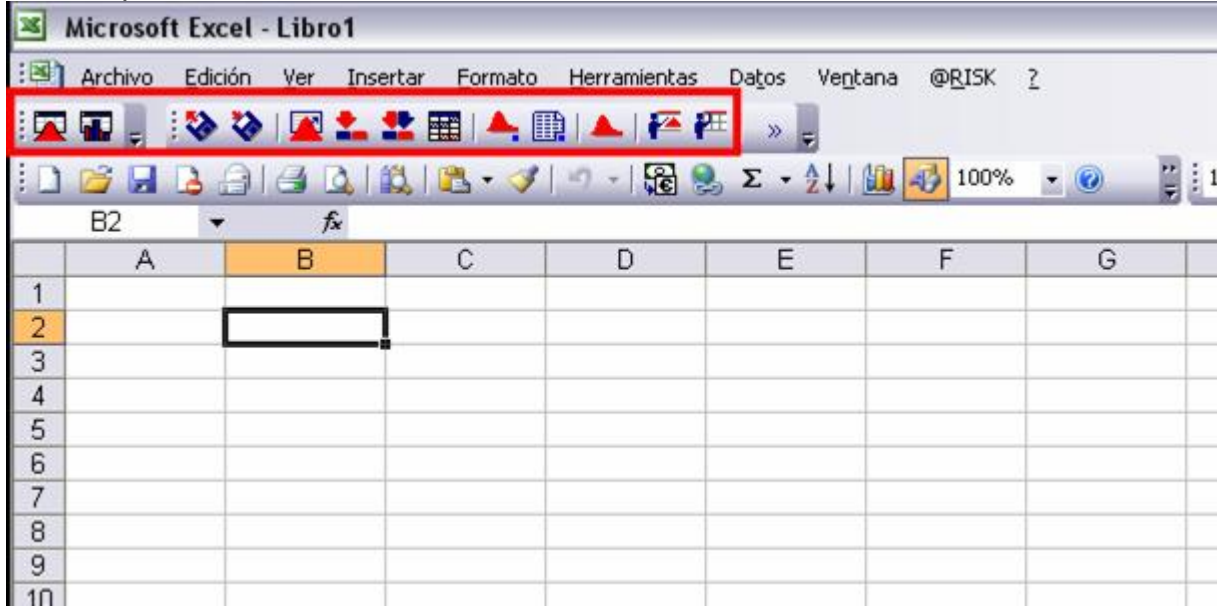 Microsoft Excel - Libro1
Archivo Edición Ver Insertar Formato Herramientas Datos Ventana @RISK ?
»
Σ 100%
B2 fx
A B C D E F G
1
2
3
4
5
6
7
8
9
10